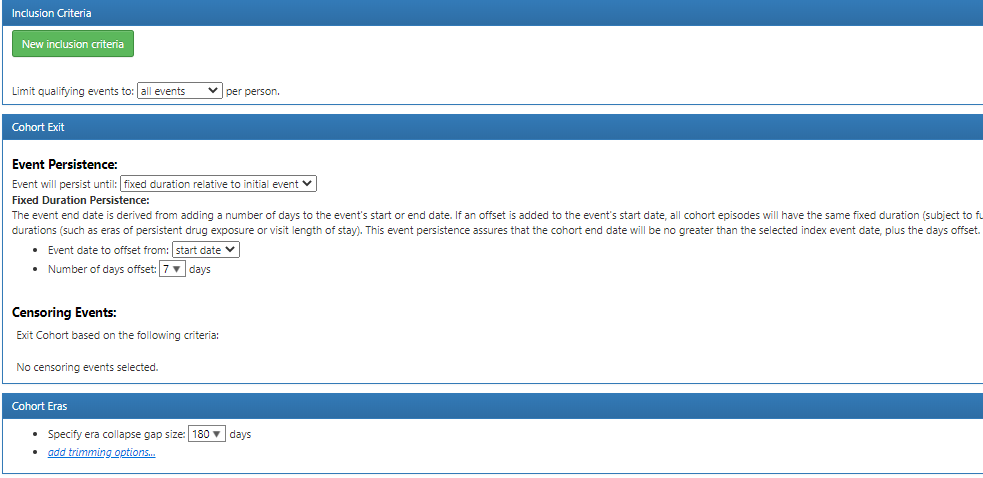 Inclusion Criteria
New inclusion criteria
Limit qualifying events to: all events per person.
Cohort Exit
Event Persistence:
Event will persist until: fixed duration relative to initial event
Fixed Duration Persistence:
The event end date is derived from adding a number of days to the event's start or end date. If an offset is added to the event's start date, all cohort episodes will have the same fixed duration (subject to fu
durations (such as eras of persistent drug exposure or visit length of stay). This event persistence assures that the cohort end date will be no greater than the selected index event date, plus the days offset.
• Event date to offset from: start date
• Number of days offset: 7 ▼ days
Censoring Events:
Exit Cohort based on the following criteria:
No censoring events selected.
Cohort Eras
• Specify era collapse gap size: 180 ▼ days
• add trimming options...